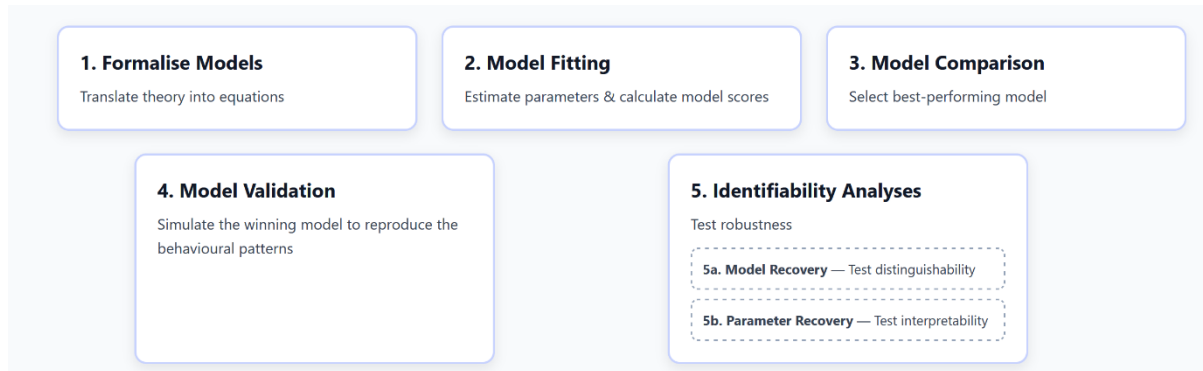 1. Formalise Models
Translate theory into equations
2. Model Fitting
Estimate parameters & calculate model scores
3. Model Comparison
Select best-performing model
4. Model Validation
Simulate the winning model to reproduce the
behavioural patterns
5. Identifiability Analyses
Test robustness
5a. Model Recovery — Test distinguishability
5b. Parameter Recovery — Test interpretability